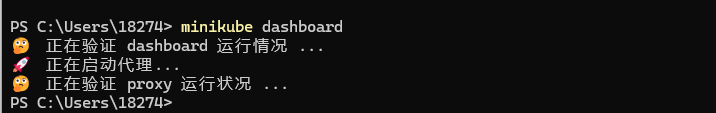 PS C:\Users\18274> minikube dashboard
🤔 正在验证 dashboard 运行情况 ...
🚀 正在启动代理...
🤔 正在验证 proxy 运行状况 ...
PS C:\Users\18274>